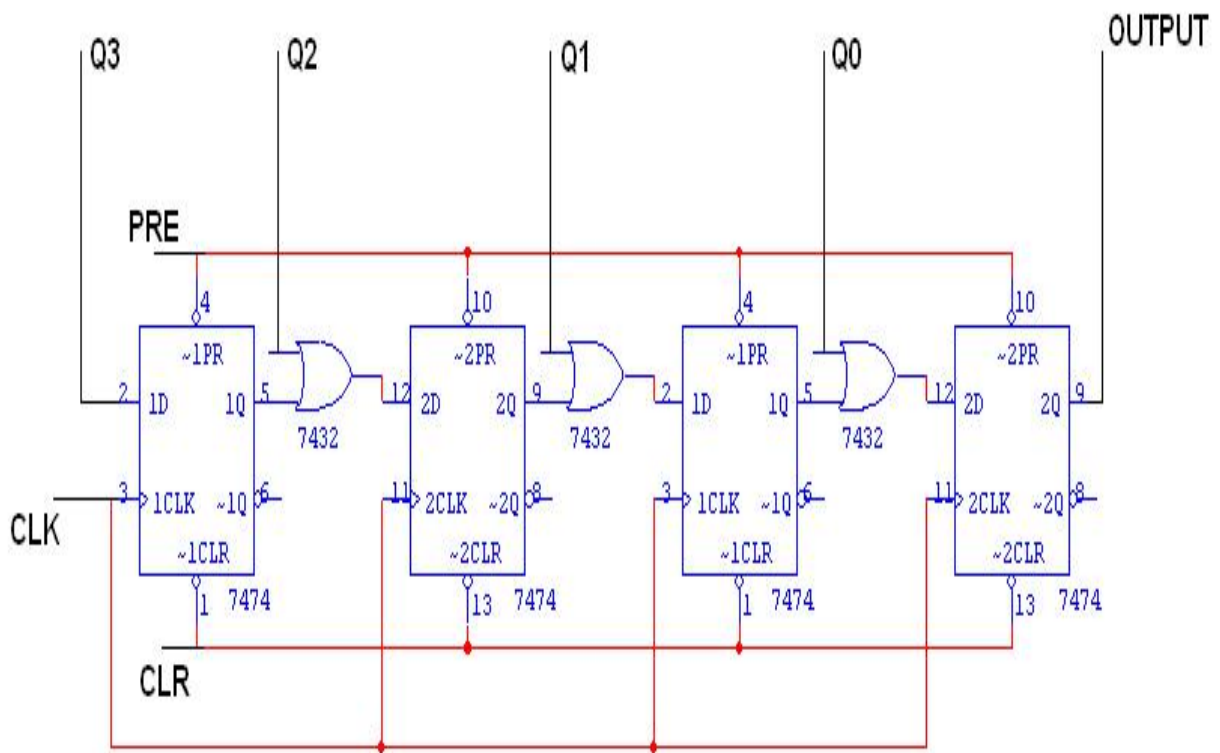 Q3
Q2
Q1
Q0
OUTPUT
PRE
4
10
4
10
~1PR
~2PR
~1PR
~2PR
2
1D
1Q
5
12
2D
2Q
9
2
1D
1Q
5
12
2D
2Q
9
7432
7432
7432
CLK
3
1CLK
~1Q
6
11
2CLK
~2Q
8
3
1CLK
~1Q
6
11
2CLK
~2Q
8
~1CLR
~2CLR
~1CLR
~2CLR
1
7474
13
7474
1
7474
13
7474
CLR